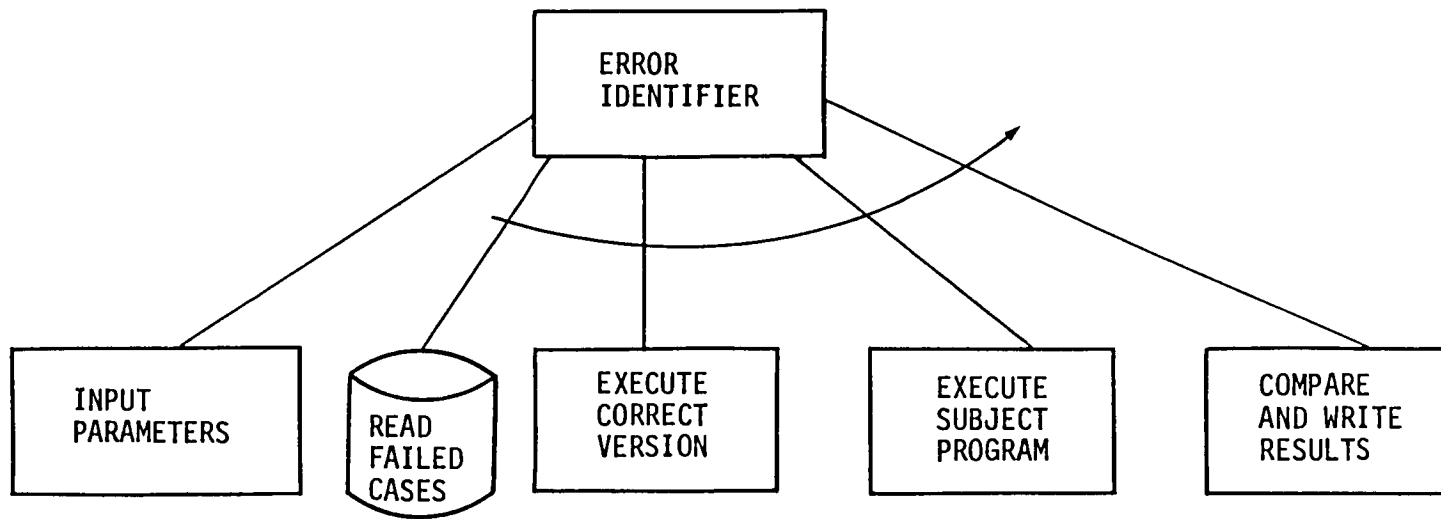 ERROR
IDENTIFIER
INPUT
PARAMETERS
READ
FAILED
CASES
EXECUTE
CORRECT
VERSION
EXECUTE
SUBJECT
PROGRAM
COMPARE
AND WRITE
RESULTS